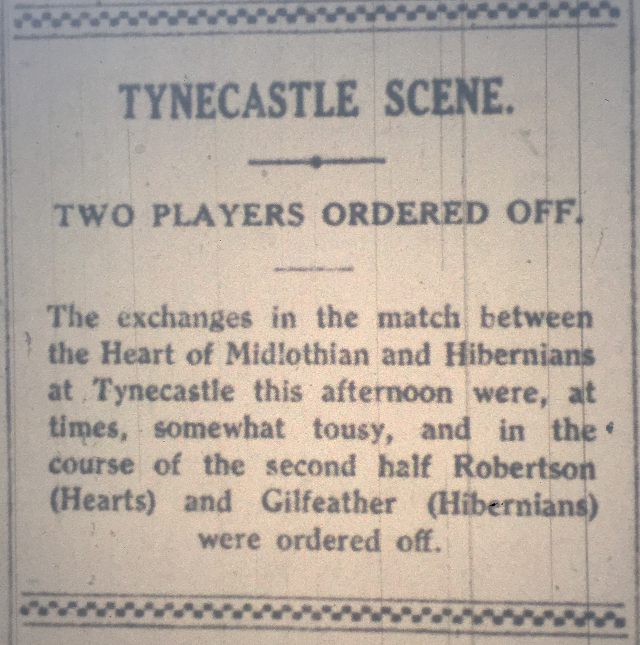 TYNECASTLE SCENE.
TWO PLAYERS ORDERED OFF.
The exchanges in the match between
the Heart of Midlothian and Hibernians
at Tynecastle this afternoon were, at
times, somewhat tousy, and in the
course of the second half Robertson
(Hearts) and Gilfeather (Hibernians)
were ordered off.